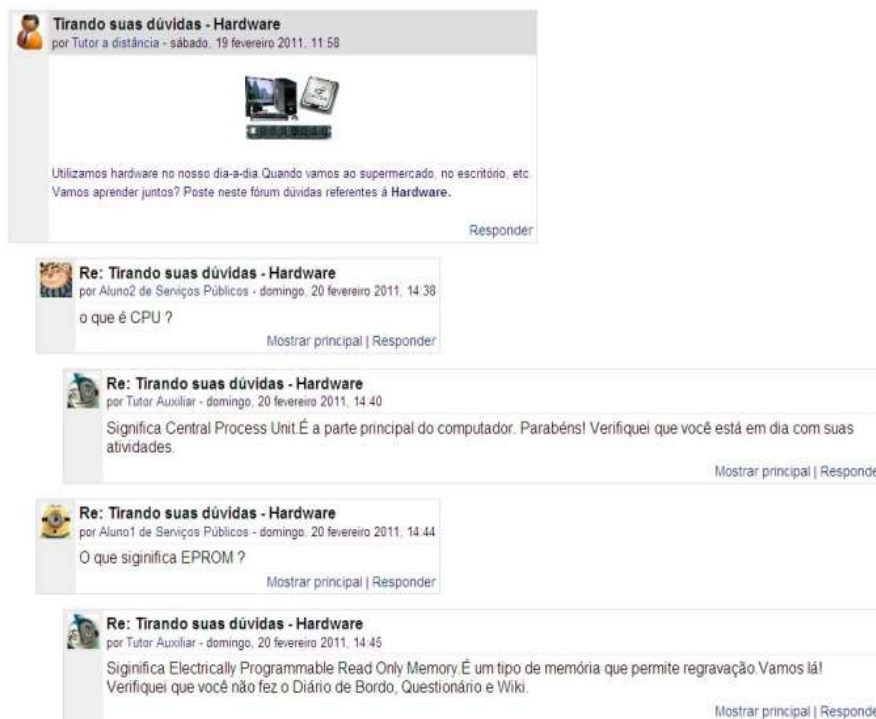 Tirando suas dúvidas - Hardware
por Tutor a distância - sábado, 19 fevereiro 2011, 11:58
Utilizamos hardware no nosso dia-a-dia.Quando vamos ao supermercado, no escritório, etc.
Vamos aprender juntos? Poste neste fórum dúvidas referentes á Hardware.
Responder
Re: Tirando suas dúvidas - Hardware
por Aluno2 de Serviços Públicos - domingo, 20 fevereiro 2011, 14:38
o que é CPU ?
Mostrar principal | Responder
Re: Tirando suas dúvidas - Hardware
por Tutor Auxiliar - domingo, 20 fevereiro 2011, 14:40
Significa Central Process Unit.É a parte principal do computador. Parabéns! Verifiquei que você está em dia com suas
atividades.
Mostrar principal | Responde
Re: Tirando suas dúvidas - Hardware
por Aluno1 de Serviços Públicos - domingo, 20 fevereiro 2011, 14:44
O que siginifica EPROM ?
Mostrar principal | Responder
Re: Tirando suas dúvidas - Hardware
por Tutor Auxiliar - domingo, 20 fevereiro 2011, 14:45
Siginifica Electrically Programmable Read Only Memory.É um tipo de memória que permite regravação.Vamos lá!
Verifiquei que você não fez o Diário de Bordo, Questionário e Wiki.
Mostrar principal | Responde